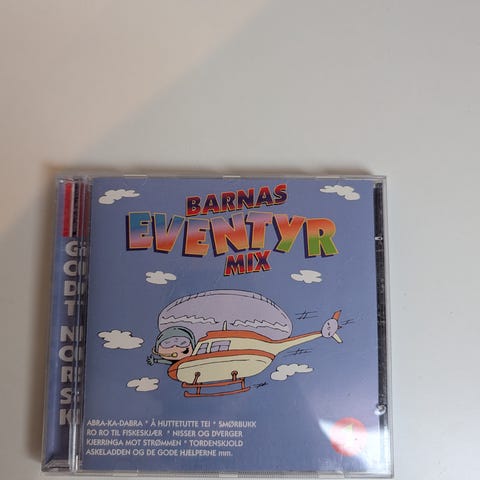 BARNAS
EVENTYR
MIX
GODT NORSK
ABRA-KA-DABRA * Å HUTTETUTTE TEI * SMØRBUKK
RO RO TIL FISKESKJÆR * NISSER OG DVERGER
KJERRINGA MOT STRØMMEN * TORDENSKJOLD
ASKELADDEN OG DE GODE HJELPERNE mm.